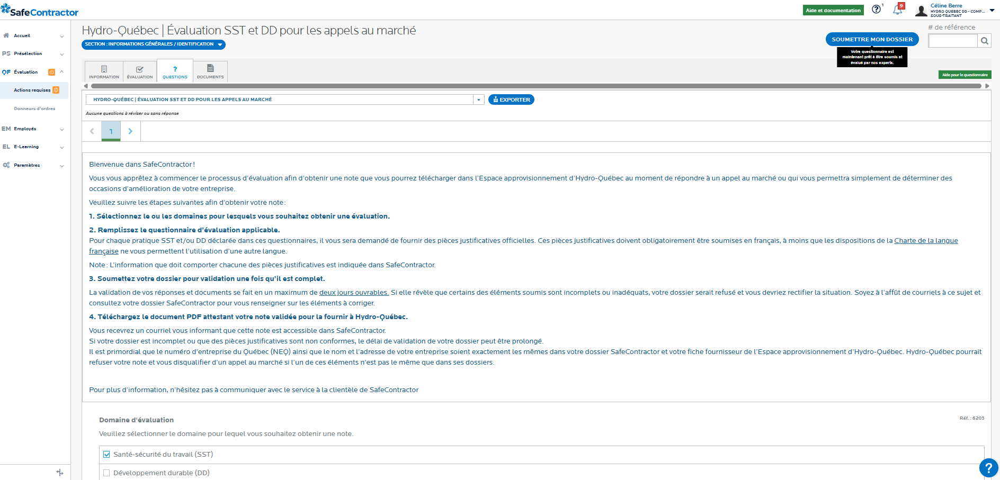 SafeContractor
Aide et documentation
1
9
Céline Berre
HYDRO QUEBEC DD - COMP...
SOUS-TRAITANT
Accueil
PS Présélection
QF Évaluation
Actions requises
Donneurs d'ordres
EM Employés
EL E-Learning
Paramètres
Hydro-Québec | Évaluation SST et DD pour les appels au marché
SECTION : INFORMATIONS GÉNÉRALES / IDENTIFICATION
SOUMETTRE MON DOSSIER
Votre questionnaire est
maintenant prêt à être soumis et
évalué par nos experts.
# de référence
INFORMATION
ÉVALUATION
?
QUESTIONS
DOCUMENTS
Aide pour le questionnaire
HYDRO-QUÉBEC | ÉVALUATION SST ET DD POUR LES APPELS AU MARCHÉ
EXPORTER
Aucune questions à réviser ou sans réponse
1
Bienvenue dans SafeContractor !
Vous vous apprêtez à commencer le processus d'évaluation afin d'obtenir une note que vous pourrez télécharger dans l'Espace approvisionnement d'Hydro-Québec au moment de répondre à un appel au marché ou qui vous permettra simplement de déterminer des
occasions d'amélioration de votre entreprise.
Veuillez suivre les étapes suivantes afin d'obtenir votre note :
1. Sélectionnez le ou les domaines pour lesquels vous souhaitez obtenir une évaluation.
2. Remplissez le questionnaire d'évaluation applicable.
Pour chaque pratique SST et/ou DD déclarée dans ces questionnaires, il vous sera demandé de fournir des pièces justificatives officielles. Ces pièces justificatives doivent obligatoirement être soumises en français, à moins que les dispositions de la Charte de la langue
française ne vous permettent l'utilisation d'une autre langue.
Note : L'information que doit comporter chacune des pièces justificatives est indiquée dans SafeContractor.
3. Soumettez votre dossier pour validation une fois qu'il est complet.
La validation de vos réponses et documents se fait en un maximum de deux jours ouvrables. Si elle révèle que certains des éléments soumis sont incomplets ou inadéquats, votre dossier serait refusé et vous devriez rectifier la situation. Soyez à l'affût de courriels à ce sujet et
consultez votre dossier SafeContractor pour vous renseigner sur les éléments à corriger.
4. Téléchargez le document PDF attestant votre note validée pour la fournir à Hydro-Québec.
Vous recevrez un courriel vous informant que cette note est accessible dans SafeContractor.
Si votre dossier est incomplet ou que des pièces justificatives sont non conformes, le délai de validation de votre dossier peut être prolongé.
Il est primordial que le numéro d'entreprise du Québec (NEQ) ainsi que le nom et l'adresse de votre entreprise soient exactement les mêmes dans votre dossier SafeContractor et votre fiche fournisseur de l'Espace approvisionnement d'Hydro-Québec. Hydro-Québec pourrait
refuser votre note et vous disqualifier d'un appel au marché si l'un de ces éléments n'est pas le même que dans ses dossiers.
Pour plus d'information, n'hésitez pas à communiquer avec le service à la clientèle de SafeContractor
Domaine d'évaluation
Réf. : 6203
Veuillez sélectionner le domaine pour lequel vous souhaitez obtenir une note.
Santé-sécurité du travail (SST)
Développement durable (DD)
?